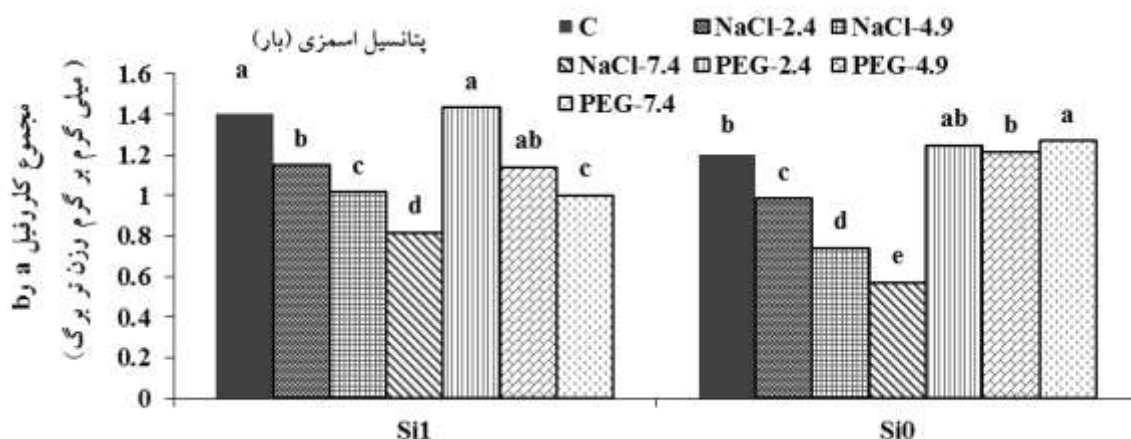 پتانسیل اسمزی (بار)
C
NaCl-2.4
NaCl-4.9
NaCl-7.4
PEG-2.4
PEG-4.9
PEG-7.4
مجموع کلروفیل a وb
(میلی گرم بر گرم وزن تر برگ)
1.6
1.4
1.2
1
0.8
0.6
0.4
0.2
0
a
b
c
d
a
ab
c
b
c
d
e
ab
b
a
Si1
Si0